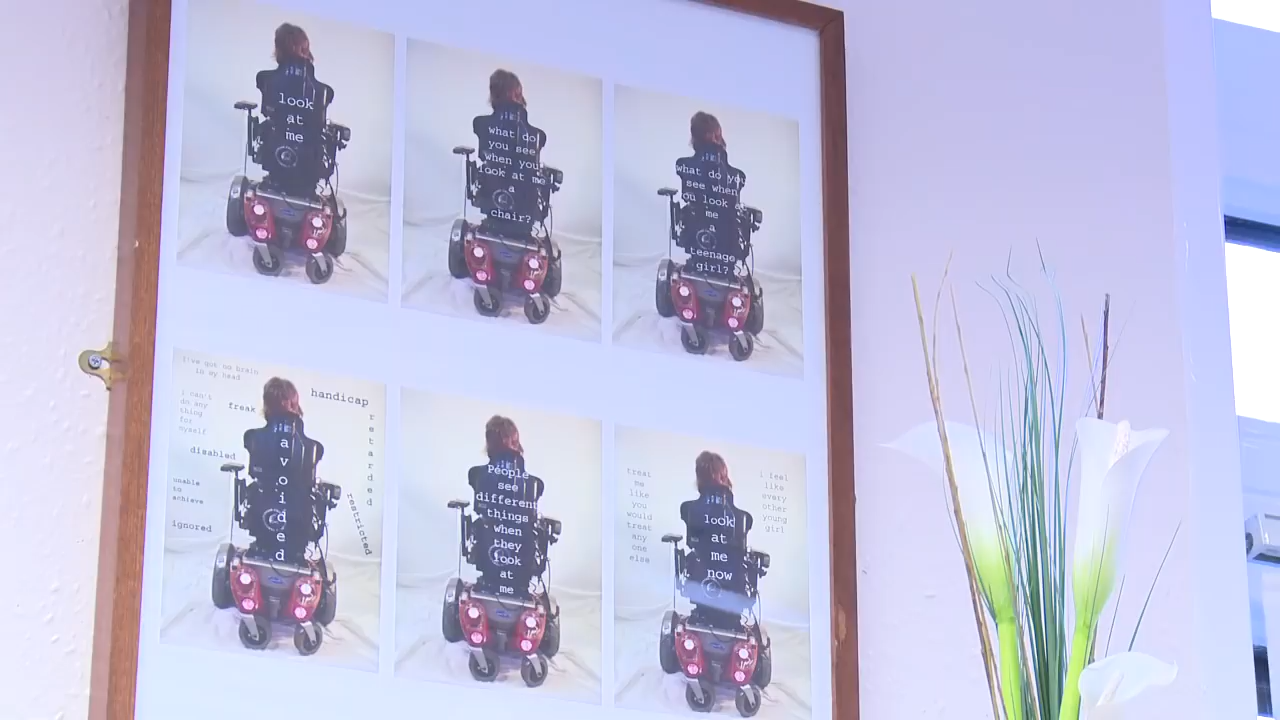 look
at
me
what do
you see
when you
look at me
a
chair?
what do you
see when
ou look a
me
a
teenage
girl?
i've got no brain
in my head
i can't
do any
thing
for
myself
freak
handicap
retarded
disabled
unable
to
achieve
ignored
restricted
avoided
People
see
different
things
when
they
look
at
me
treat
me
like
you
would
treat
any
one
else
i feel
like
every
other
young
girl
look
at
me
now